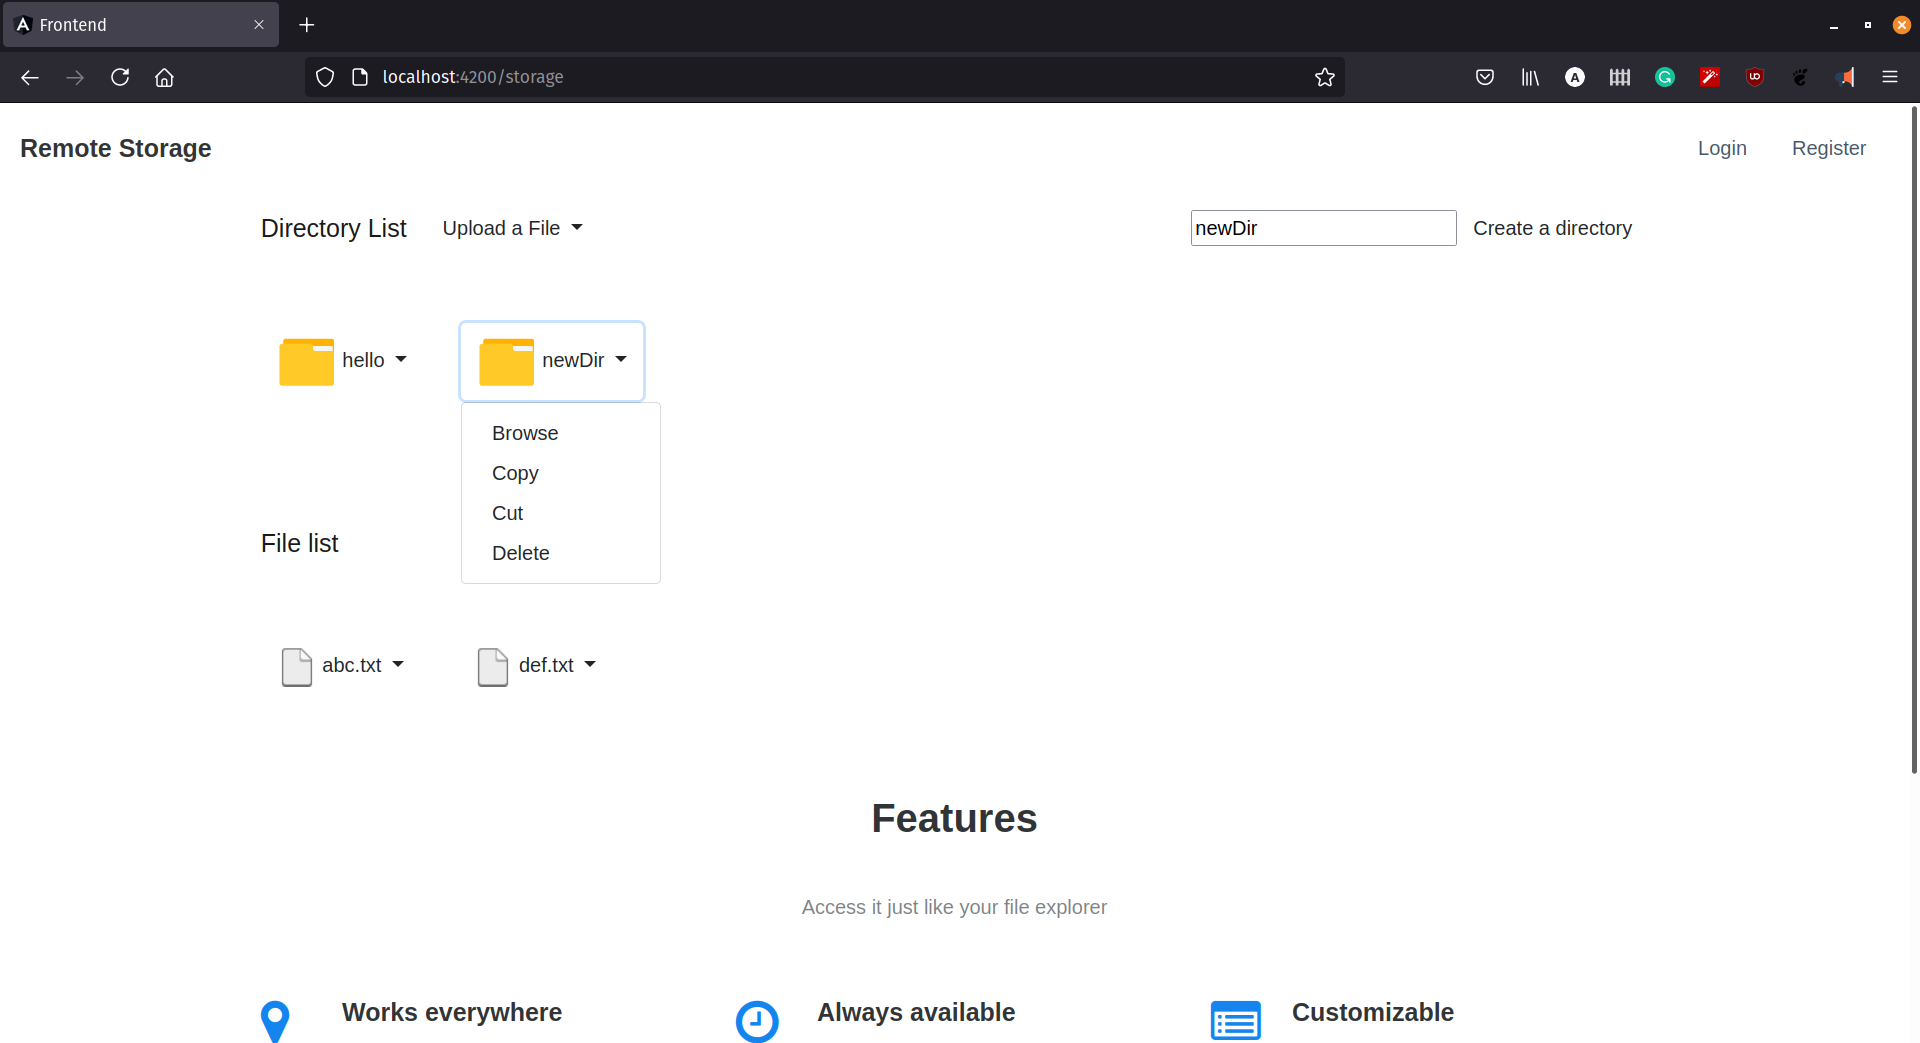 Frontend
localhost:4200/storage
Remote Storage
Login
Register
Directory List
Upload a File
newDir
Create a directory
hello
newDir
Browse
Copy
Cut
Delete
File list
abc.txt
def.txt
Features
Access it just like your file explorer
Works everywhere
Always available
Customizable